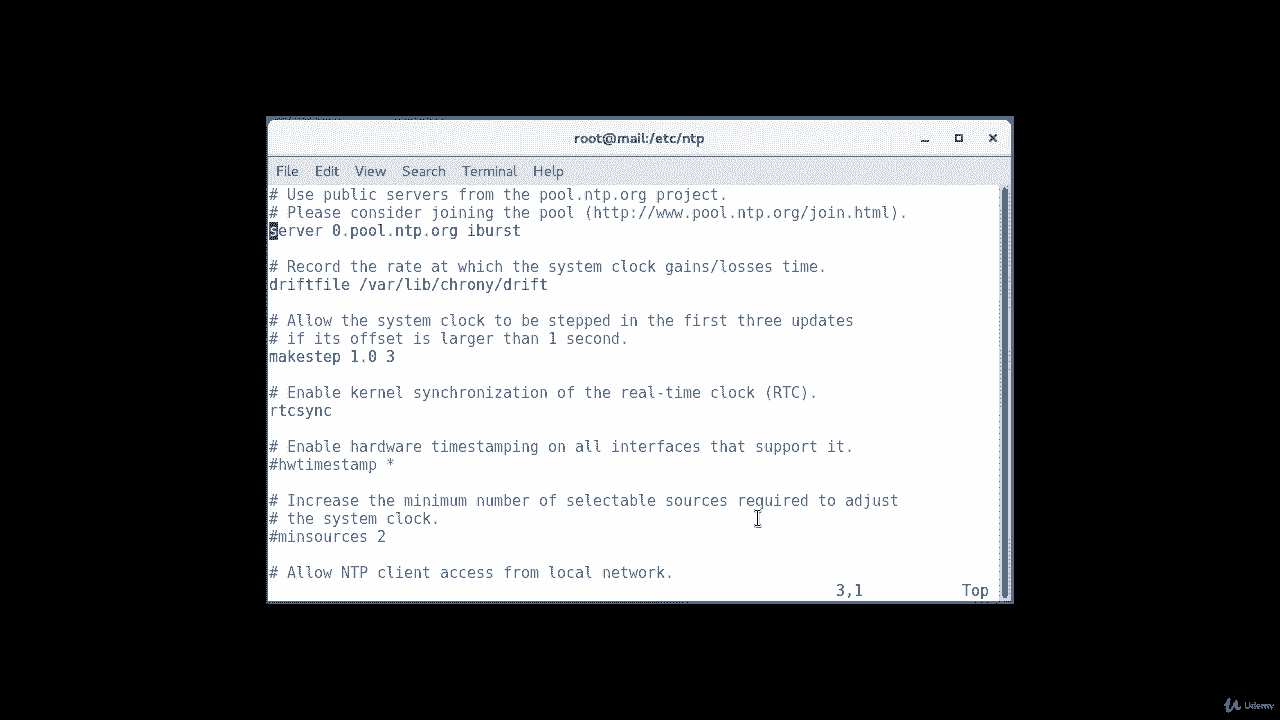 root@mail:/etc/ntp
File Edit View Search Terminal Help
# Use public servers from the pool.ntp.org project.
# Please consider joining the pool (http://www.pool.ntp.org/join.html).
server 0.pool.ntp.org iburst
# Record the rate at which the system clock gains/losses time.
driftfile /var/lib/chrony/drift
# Allow the system clock to be stepped in the first three updates
# if its offset is larger than 1 second.
makestep 1.0 3
# Enable kernel synchronization of the real-time clock (RTC).
rtcsync
# Enable hardware timestamping on all interfaces that support it.
#hwtimestamp *
# Increase the minimum number of selectable sources required to adjust
# the system clock.
#minsources 2
# Allow NTP client access from local network.
3,1 Top
Udemy